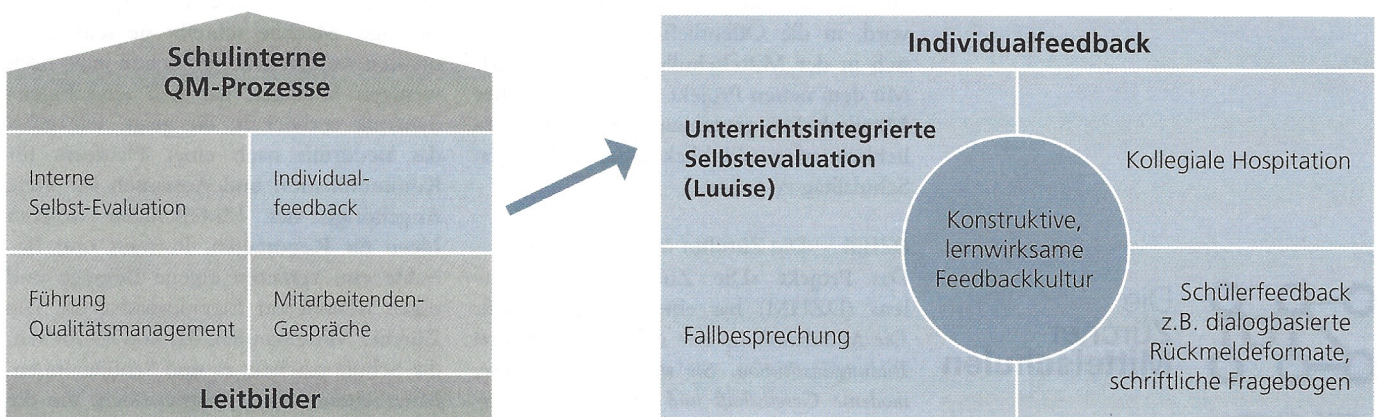 Schulinterne
QM-Prozesse
Interne
Selbst-Evaluation
Individual-
feedback
Führung
Qualitätsmanagement
Mitarbeitenden-
Gespräche
Leitbilder
Individualfeedback
Unterrichtsintegrierte
Selbstevaluation
(Luuise)
Kollegiale Hospitation
Konstruktive,
lernwirksame
Feedbackkultur
Fallbesprechung
Schülerfeedback
z.B. dialogbasierte
Rückmeldeformate,
schriftliche Fragebogen